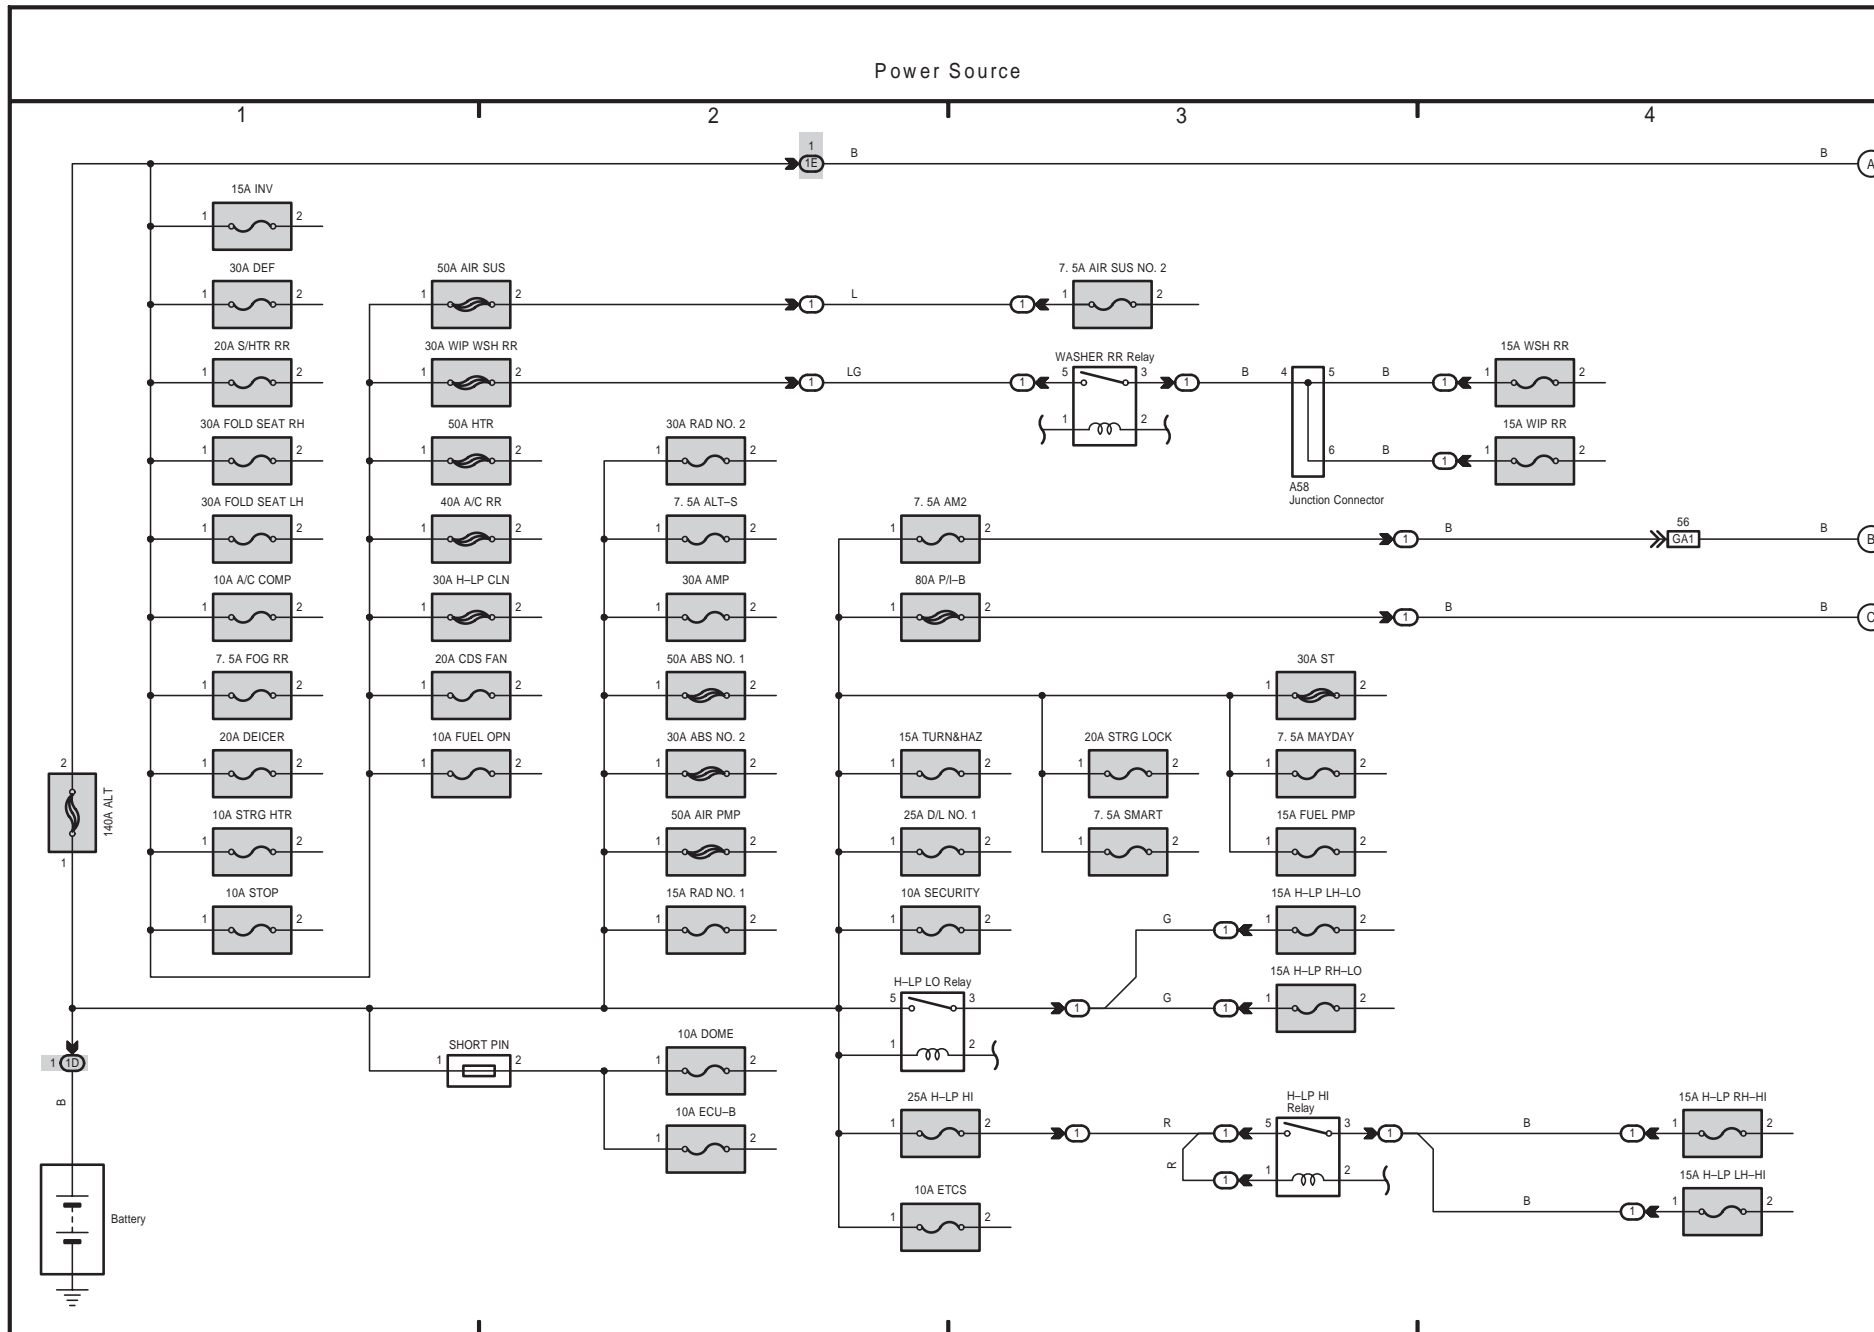 Power Source
1
2
3
4
1
1E
B
B
A
15A INV
1 2
30A DEF
1 2
50A AIR SUS
1 2
1
L
1
7. 5A AIR SUS NO. 2
1 2
20A S/HTR RR
1 2
30A WIP WSH RR
1 2
1
LG
1
WASHER RR Relay
5 3
1 2
1
B
4 5
B
1
15A WSH RR
1 2
6
B
1
15A WIP RR
1 2
A58
Junction Connector
30A FOLD SEAT RH
1 2
50A HTR
1 2
30A RAD NO. 2
1 2
30A FOLD SEAT LH
1 2
40A A/C RR
1 2
7. 5A ALT–S
1 2
7. 5A AM2
1 2
1
B
56
GA1
B
B
10A A/C COMP
1 2
30A H–LP CLN
1 2
30A AMP
1 2
80A P/I–B
1 2
1
B
B
C
7. 5A FOG RR
1 2
20A CDS FAN
1 2
50A ABS NO. 1
1 2
30A ST
1 2
20A DEICER
1 2
10A FUEL OPN
1 2
30A ABS NO. 2
1 2
15A TURN&HAZ
1 2
20A STRG LOCK
1 2
7. 5A MAYDAY
1 2
2
140A ALT
1
10A STRG HTR
1 2
50A AIR PMP
1 2
25A D/L NO. 1
1 2
7. 5A SMART
1 2
15A FUEL PMP
1 2
10A STOP
1 2
15A RAD NO. 1
1 2
10A SECURITY
1 2
G
1
15A H–LP LH–LO
1 2
H–LP LO Relay
5 3
1 2
1
G
1
15A H–LP RH–LO
1 2
1 1D
B
SHORT PIN
1 2
10A DOME
1 2
10A ECU–B
1 2
25A H–LP HI
1 2
1
R
1
R
1
H–LP HI
Relay
5 3
1 2
1
B
1
15A H–LP RH–HI
1 2
B
1
15A H–LP LH–HI
1 2
10A ETCS
1 2
Battery